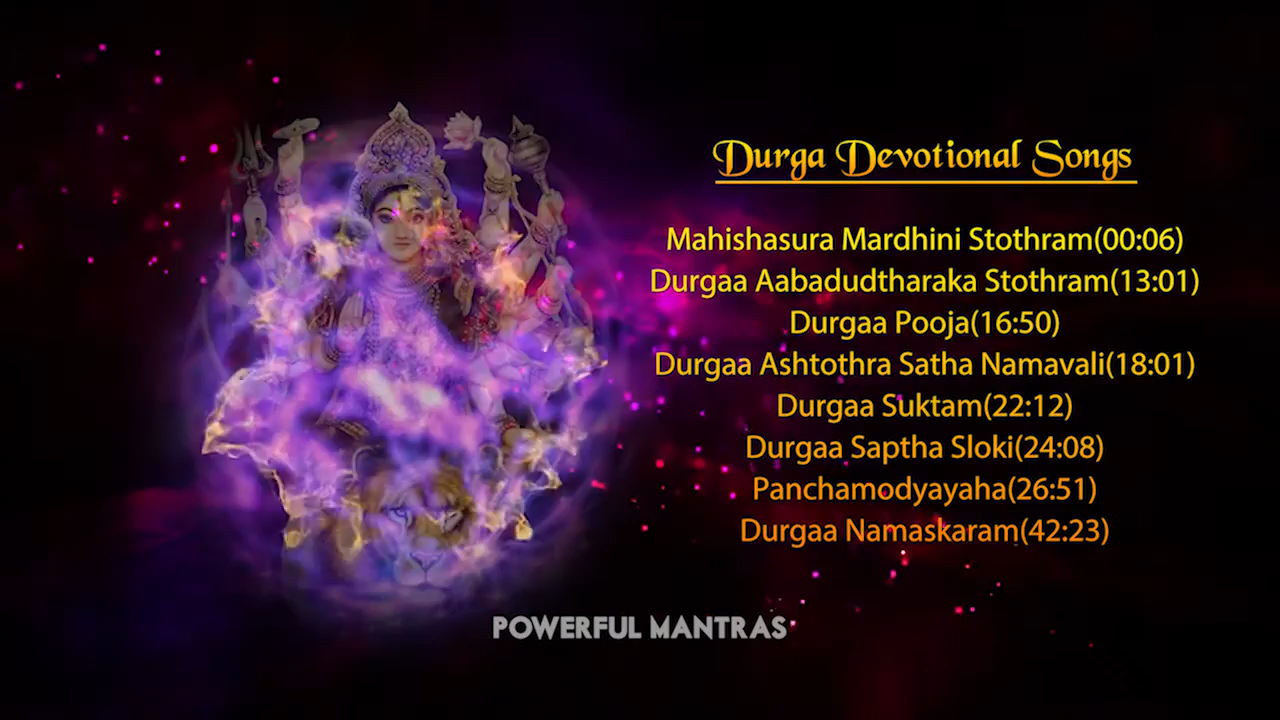 Durga Devotional Songs
Mahishasura Mardhini Stothram(00:06)
Durgaa Aabadudtharaka Stothram(13:01)
Durgaa Pooja(16:50)
Durgaa Ashtothra Satha Namavali(18:01)
Durgaa Suktam(22:12)
Durgaa Saptha Sloki(24:08)
Panchamodyayaha(26:51)
Durgaa Namaskaram(42:23)
POWERFUL MANTRAS